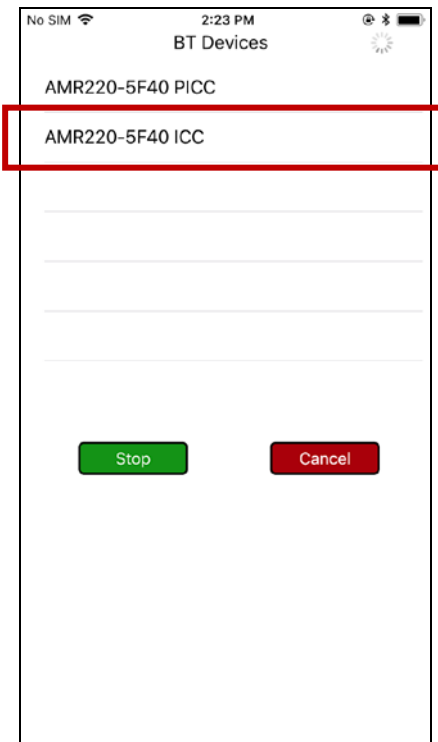 No SIM 2:23 PM
BT Devices
AMR220-5F40 PICC
AMR220-5F40 ICC
Stop Cancel